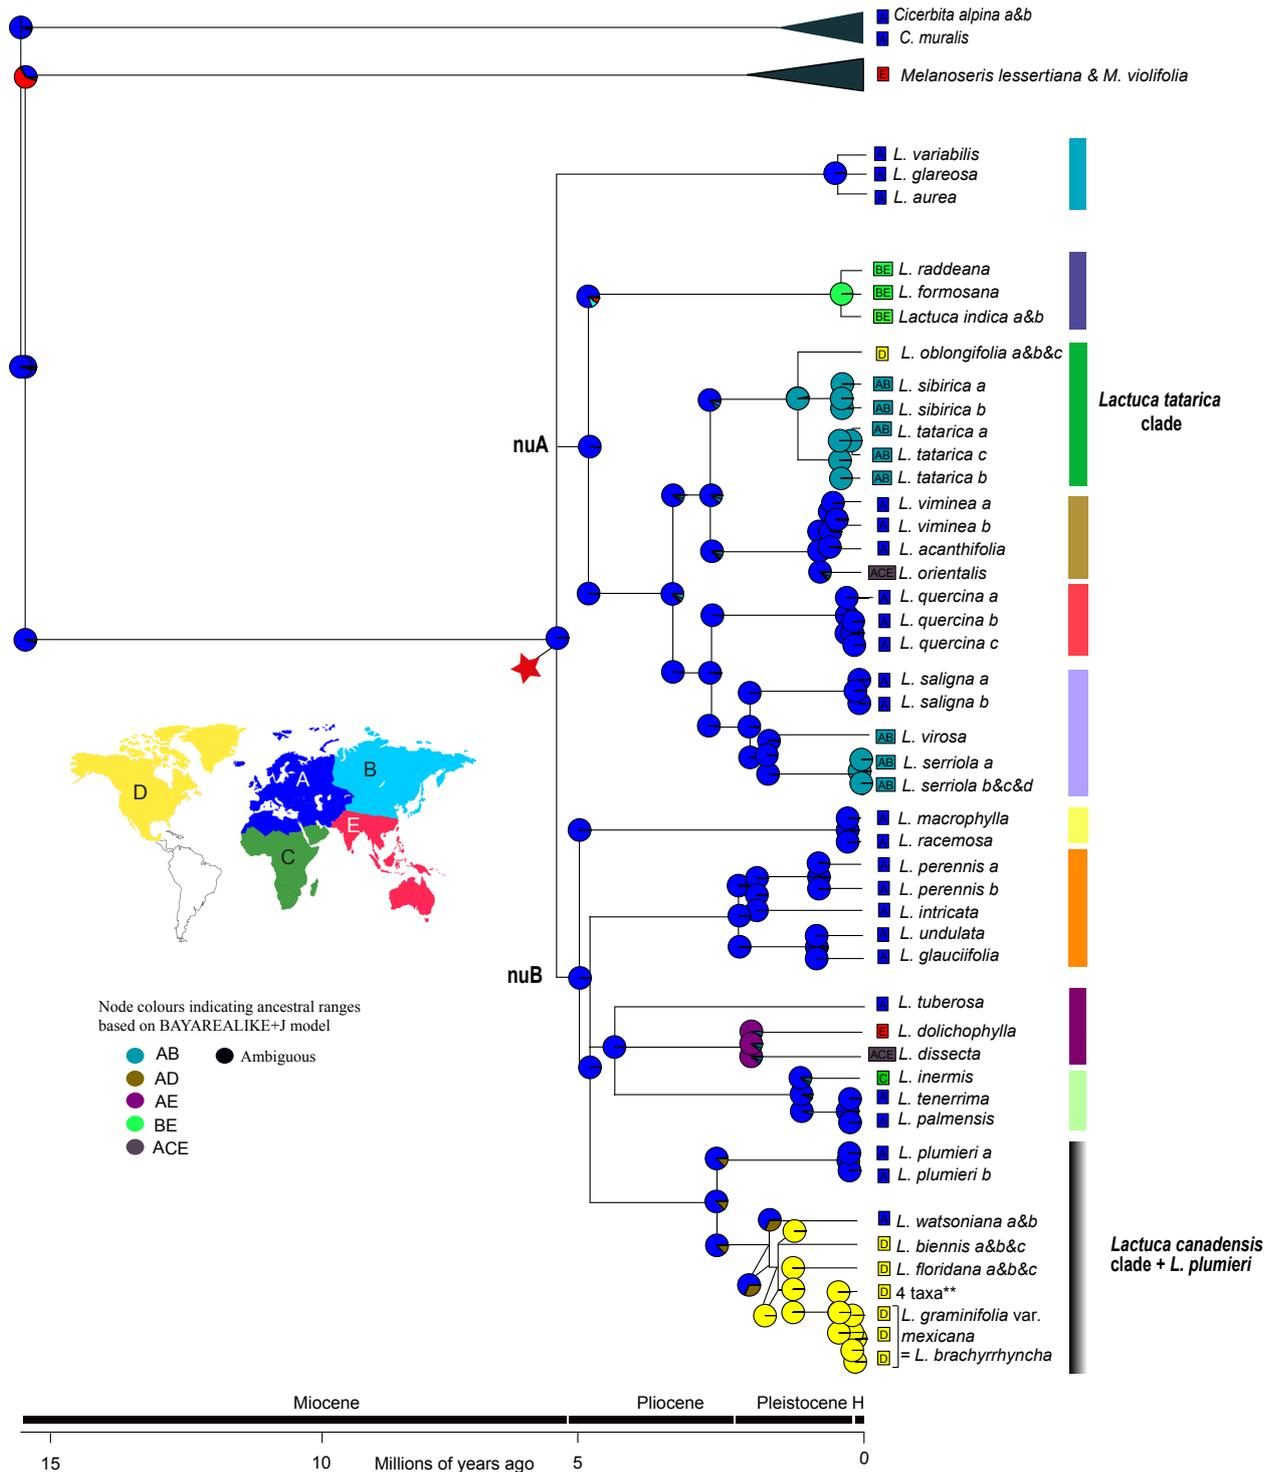 A Cicerbita alpina a&b
A C. muralis
E Melanoseris lessertiana & M. violifolia
A L. variabilis
A L. glareosa
A L. aurea
BE L. raddeana
BE L. formosana
BE Lactuca indica a&b
D L. oblongifolia a&b&c
AB L. sibirica a
AB L. sibirica b
AB L. tatarica a
AB L. tatarica c
AB L. tatarica b
Lactuca tatarica
clade
nuA
A L. viminea a
A L. viminea b
A L. acanthifolia
ACE L. orientalis
A L. quercina a
A L. quercina b
A L. quercina c
A L. saligna a
A L. saligna b
AB L. virosa
AB L. serriola a
AB L. serriola b&c&d
A L. macrophylla
A L. racemosa
A L. perennis a
A L. perennis b
A L. intricata
A L. undulata
A L. glauciifolia
nuB
A L. tuberosa
E L. dolichophylla
ACE L. dissecta
C L. inermis
A L. tenerrima
A L. palmensis
A L. plumieri a
A L. plumieri b
A L. watsoniana a&b
D L. biennis a&b&c
D L. floridana a&b&c
D 4 taxa**
D L. graminifolia var.
D mexicana
D = L. brachyrrhyncha
Lactuca canadensis
clade + L. plumieri
D
A
B
E
C
Node colours indicating ancestral ranges
based on BAYAREALIKE+J model
AB
Ambiguous
AD
AE
BE
ACE
Miocene
Pliocene
Pleistocene H
15
10
Millions of years ago
5
0